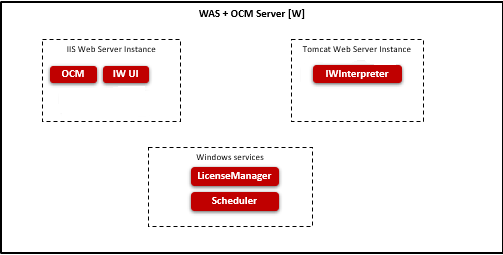 WAS + OCM Server [W]
IIS Web Server Instance
OCM
IW UI
Tomcat Web Server Instance
IWInterpreter
Windows services
LicenseManager
Scheduler